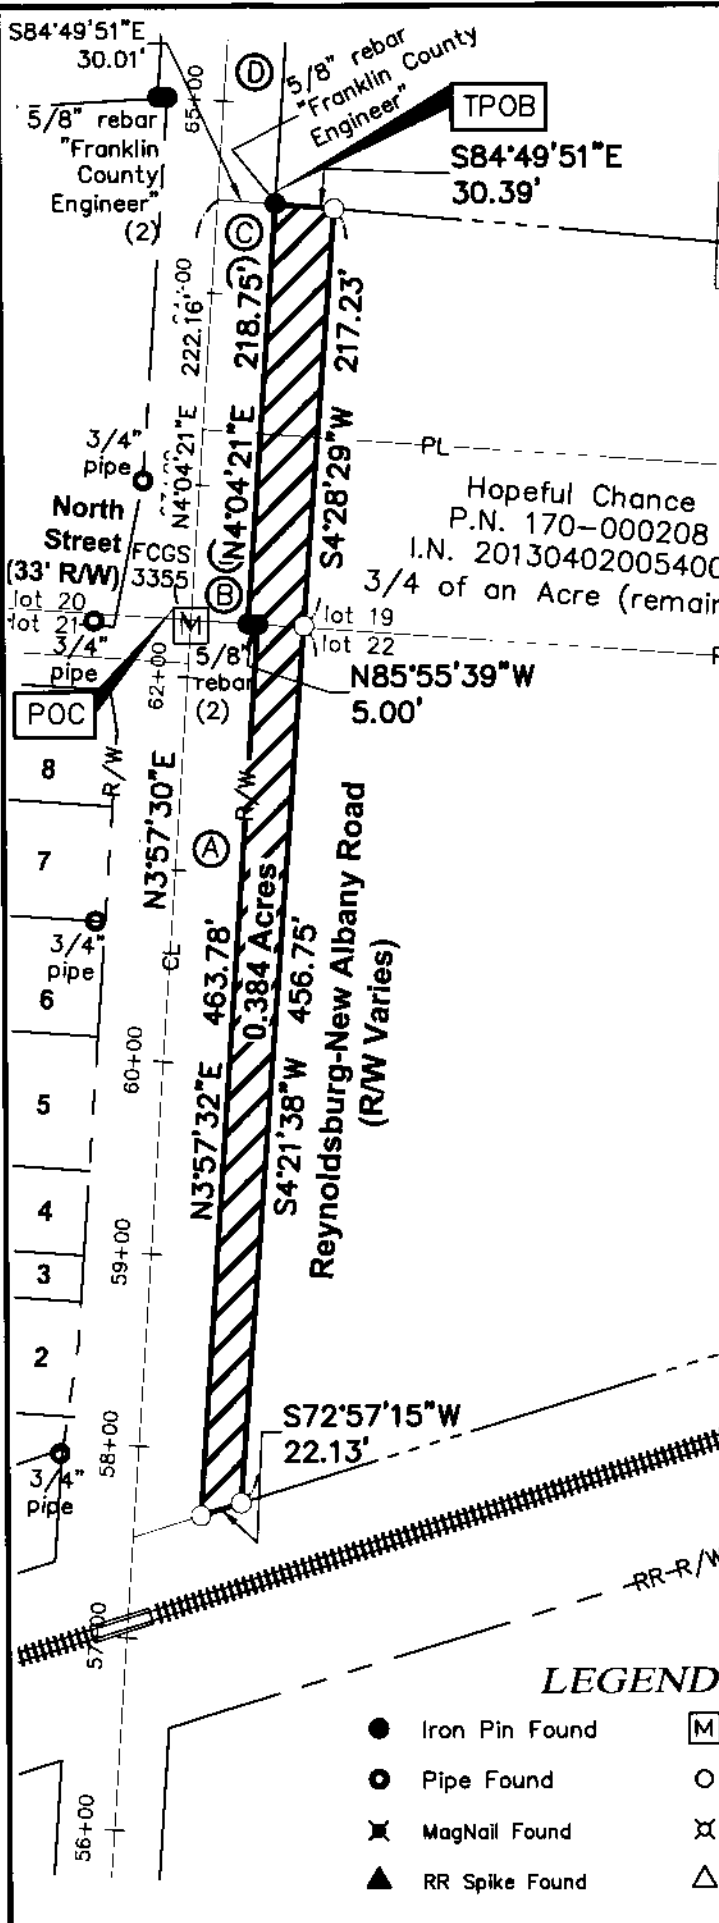 S84°49'51"E
30.01'
5/8" rebar
"Franklin
County
Engineer"
(2)
65+00
D
5/8" rebar
"Franklin County
Engineer"
TPOB
S84°49'51"E
30.39'
C
222.16'
N4°04'21"E
218.75'
(N4°04'21"E
217.23'
S4°28'29"W
3/4"
pipe
PL
Hopeful Chance
P.N. 170-000208
I.N. 20130402005400
3/4 of an Acre (remain
North
Street
(33' R/W)
FCGS
3355
B
lot 20
lot 21
M
lot 19
lot 22
3/4"
pipe
5/8"
rebar
(2)
N85°55'39"W
5.00'
POC
62+00
8
R/W
N3°57'30"E
R/W
7
A
3/4"
pipe
CL
6
463.78'
N3°57'32"E
0.384 Acres
456.75'
S4°21'38"W
Reynoldsburg-New Albany Road
(R/W Varies)
60+00
5
4
59+00
3
2
58+00
S72°57'15"W
22.13'
3/4"
pipe
RR-R/W
56+00
LEGEND
Iron Pin Found
M
Pipe Found
MagNail Found
RR Spike Found